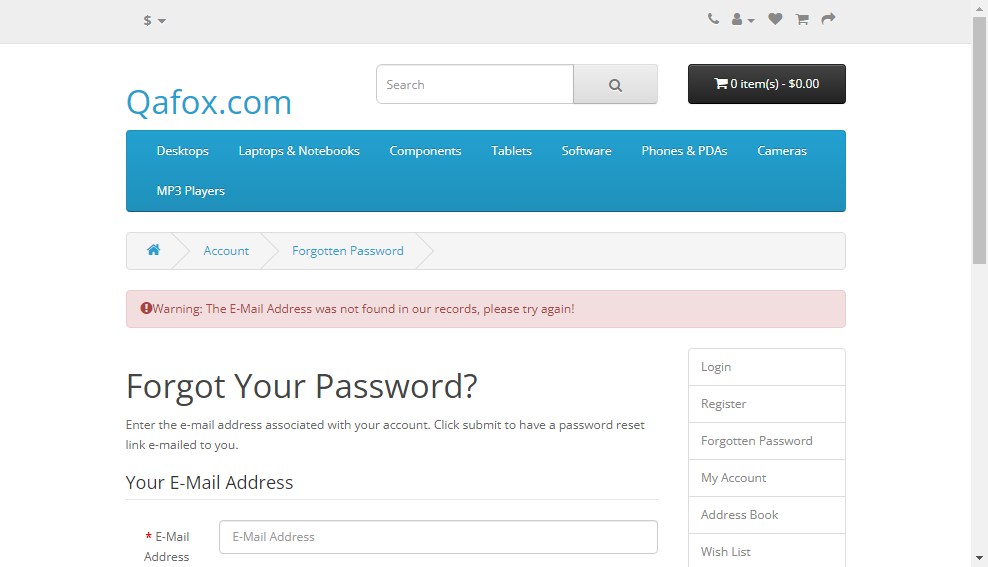 $
Search
0 item(s) - $0.00
Qafox.com
Desktops
Laptops & Notebooks
Components
Tablets
Software
Phones & PDAs
Cameras
MP3 Players
Account
Forgotten Password
Warning: The E-Mail Address was not found in our records, please try again!
Forgot Your Password?
Enter the e-mail address associated with your account. Click submit to have a password reset
link e-mailed to you.
Your E-Mail Address
* E-Mail
Address
E-Mail Address
Login
Register
Forgotten Password
My Account
Address Book
Wish List